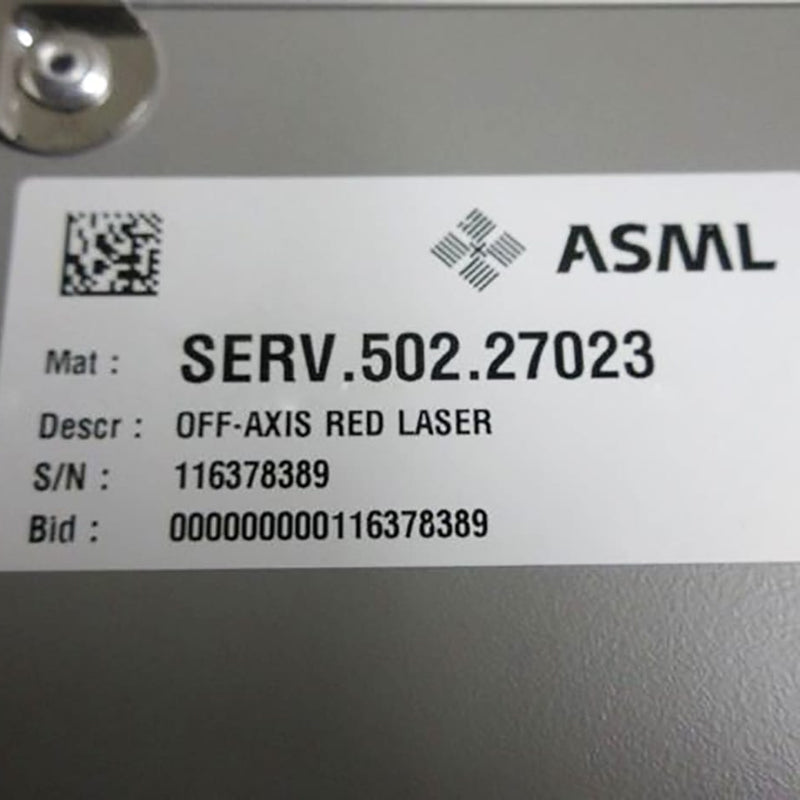 ASML
Mat : SERV.502.27023
Descr : OFF-AXIS RED LASER
S/N : 116378389
Bid : 000000000116378389